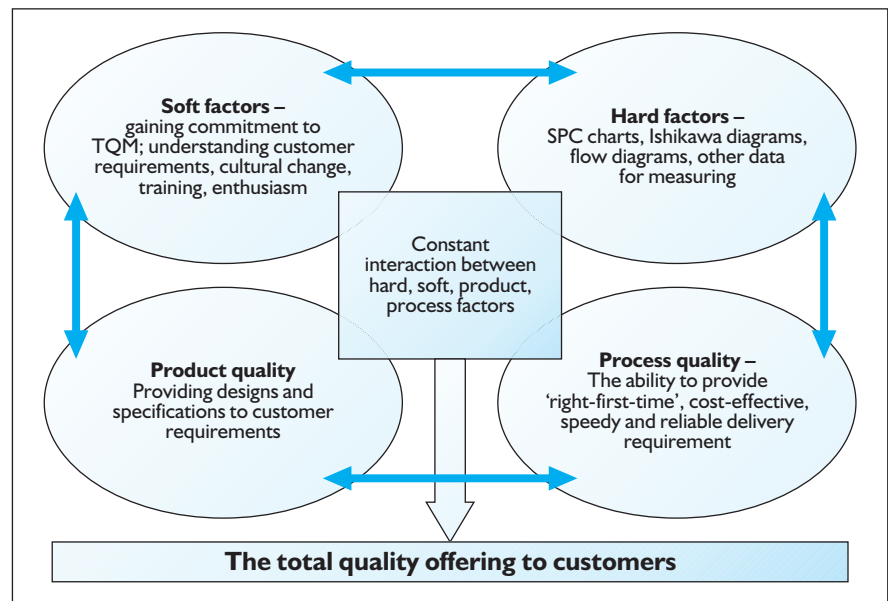 Soft factors –
gaining commitment to
TQM; understanding customer
requirements, cultural change,
training, enthusiasm
Hard factors –
SPC charts, Ishikawa diagrams,
flow diagrams, other data
for measuring
Constant
interaction between
hard, soft, product,
process factors
Product quality
Providing designs and
specifications to customer
requirements
Process quality –
The ability to provide
‘right-first-time’, cost-effective,
speedy and reliable delivery
requirement
The total quality offering to customers